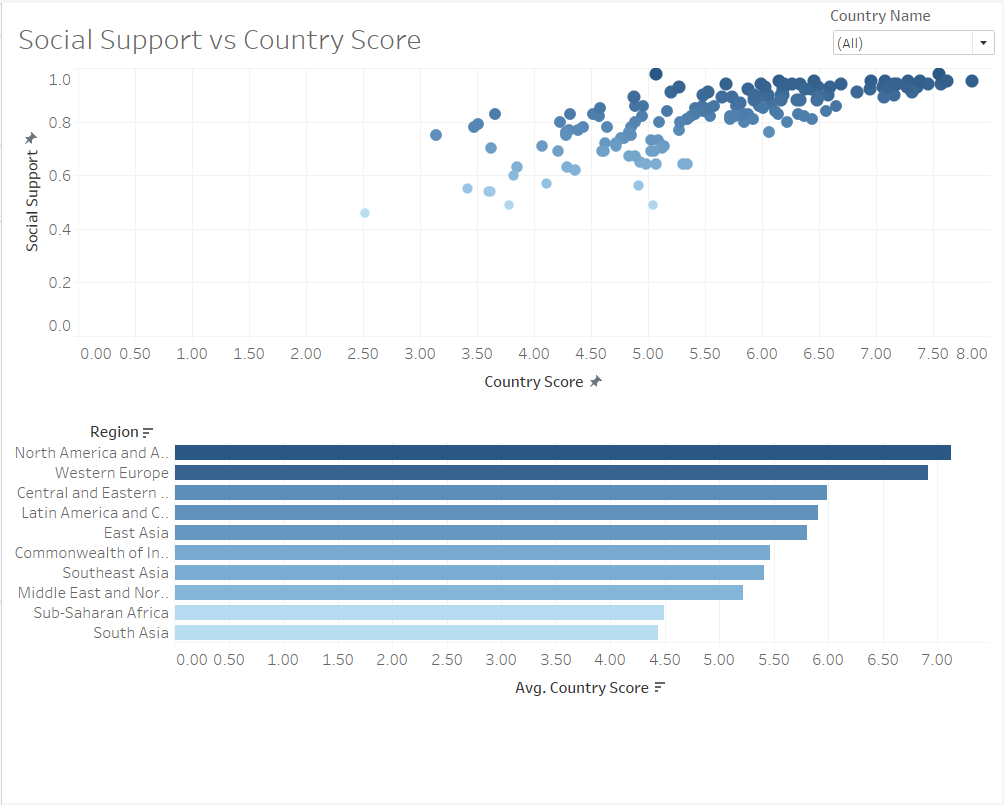 Country Name
Social Support vs Country Score
(All)
1.0
0.8
0.6
0.4
0.2
0.0
Social Support
0.00 0.50 1.00 1.50 2.00 2.50 3.00 3.50 4.00 4.50 5.00 5.50 6.00 6.50 7.00 7.50 8.00
Country Score
Region
North America and A..
Western Europe
Central and Eastern ..
Latin America and C..
East Asia
Commonwealth of In..
Southeast Asia
Middle East and Nor..
Sub-Saharan Africa
South Asia
0.00 0.50 1.00 1.50 2.00 2.50 3.00 3.50 4.00 4.50 5.00 5.50 6.00 6.50 7.00
Avg. Country Score